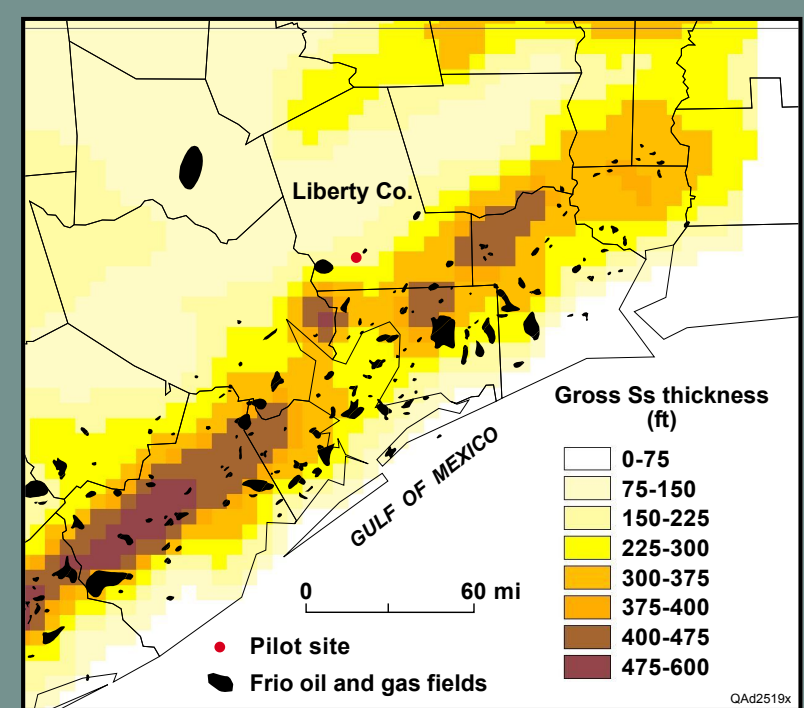 Liberty Co.
GULF OF MEXICO
Gross Ss thickness
(ft)
0-75
75-150
150-225
225-300
300-375
375-400
400-475
475-600
0 60 mi
Pilot site
Frio oil and gas fields
QAd2519x